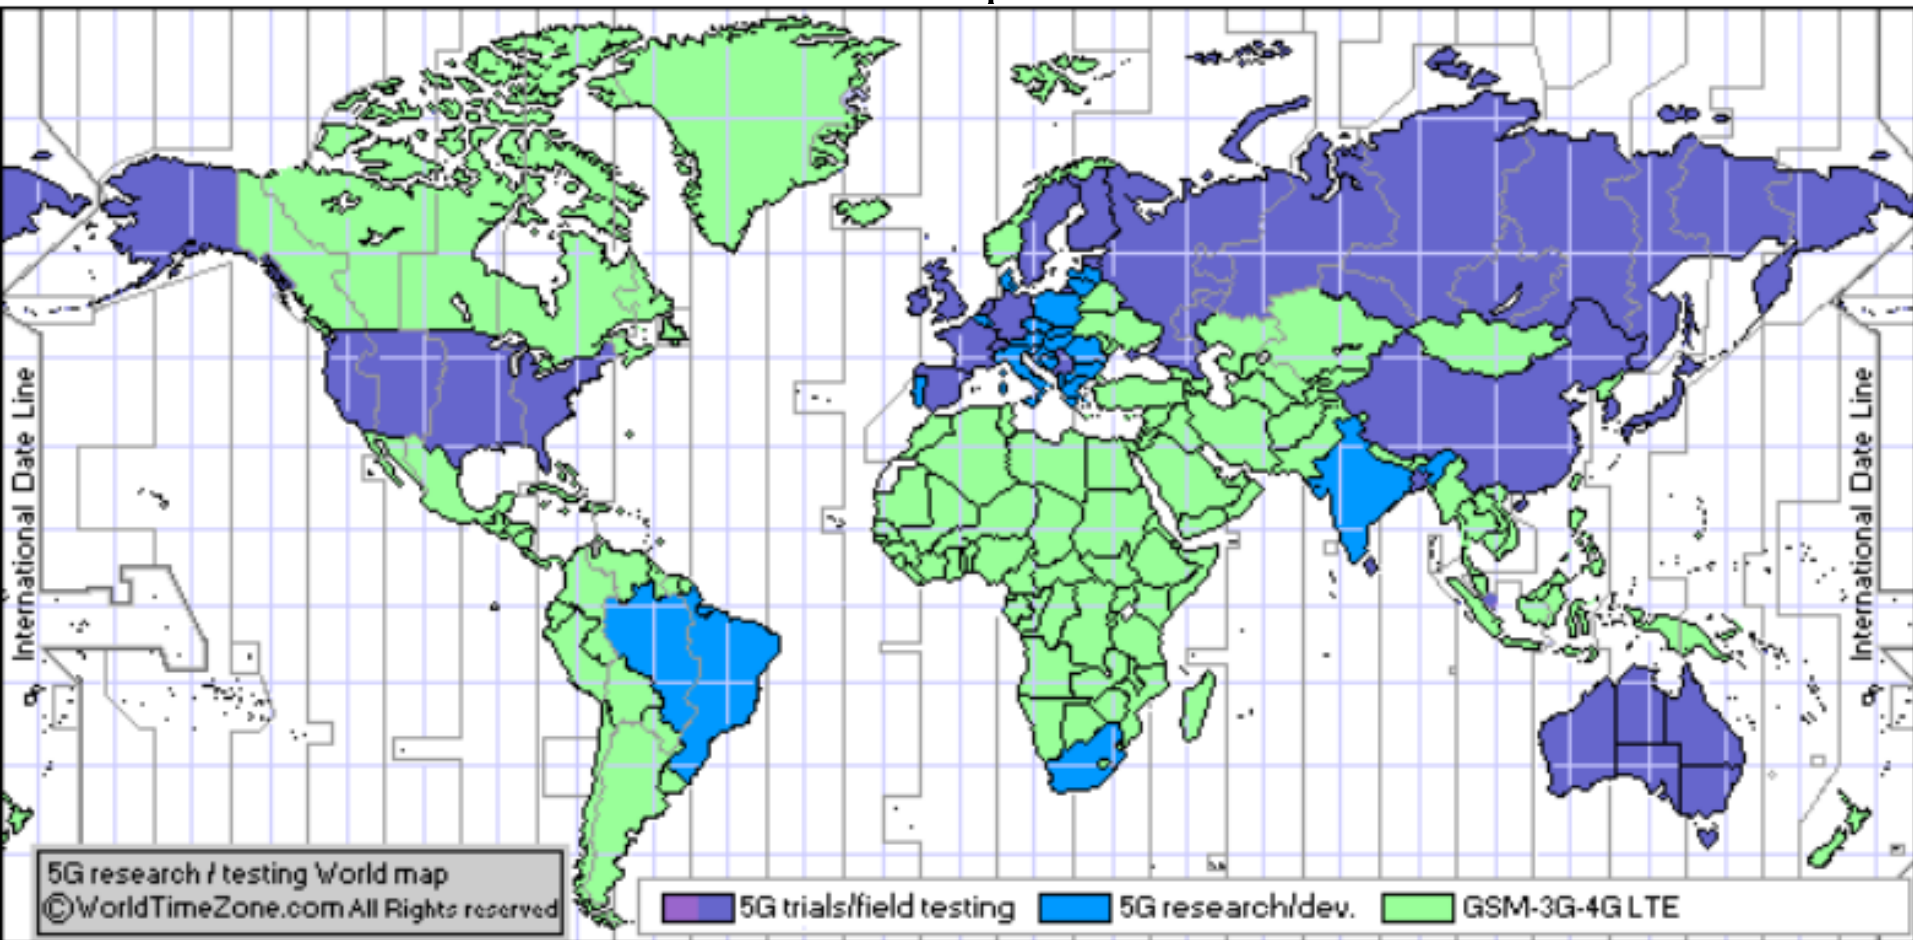 International Date Line
International Date Line
5G research / testing World map
©WorldTimeZone.com All Rights reserved
5G trials/field testing
5G research/dev.
GSM-3G-4G LTE